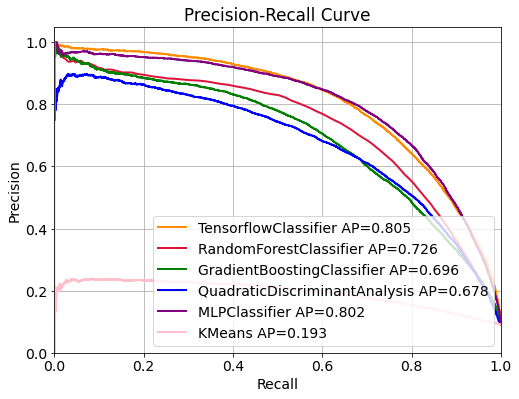 Precision-Recall Curve
Precision
1.0
0.8
0.6
0.4
0.2
0.0
TensorflowClassifier AP=0.805
RandomForestClassifier AP=0.726
GradientBoostingClassifier AP=0.696
QuadraticDiscriminantAnalysis AP=0.678
MLPClassifier AP=0.802
KMeans AP=0.193
0.0 0.2 0.4 0.6 0.8 1.0
Recall